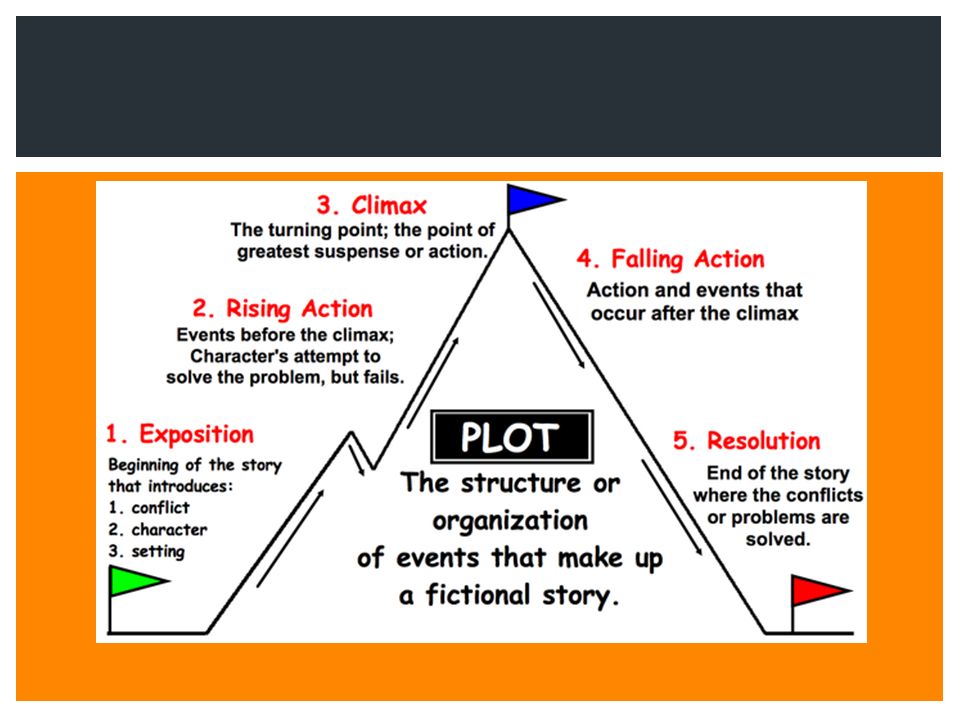 3. Climax
The turning point; the point of
greatest suspense or action.
4. Falling Action
Action and events that
occur after the climax
2. Rising Action
Events before the climax;
Character's attempt to
solve the problem, but fails.
1. Exposition
Beginning of the story
that introduces:
1. conflict
2. character
3. setting
PLOT
The structure or
organization
of events that make up
a fictional story.
5. Resolution
End of the story
where the conflicts
or problems are
solved.